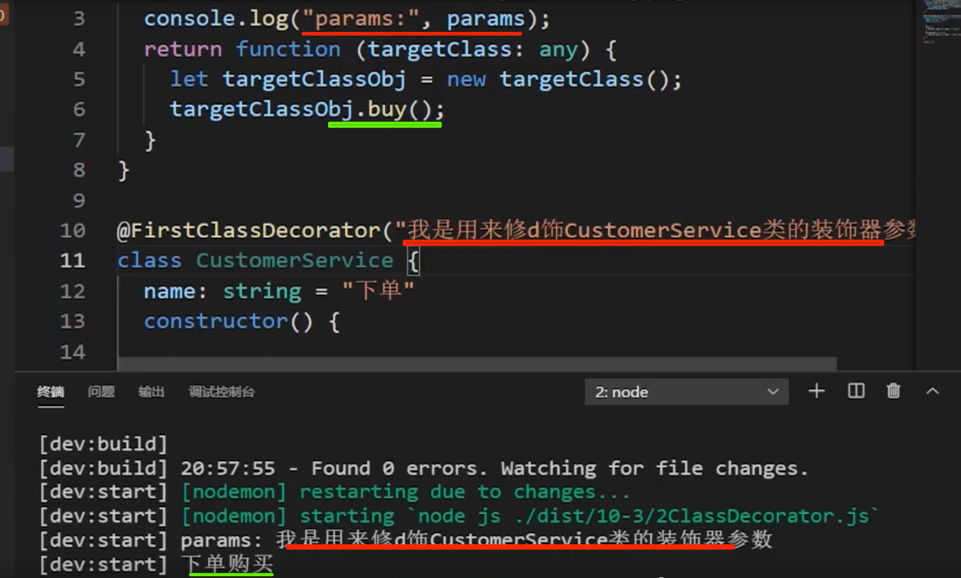 3 console.log("params:", params);
4 return function (targetClass: any) {
5 let targetClassObj = new targetClass();
6 targetClassObj.buy();
7 }
8 }
9
10 @FirstClassDecorator("我是用来修d饰CustomerService类的装饰器参数
11 class CustomerService {
12 name: string = "下单"
13 constructor() {
14
终端 问题 输出 调试控制台 2: node
[dev:build]
[dev:build] 20:57:55 - Found 0 errors. Watching for file changes.
[dev:start] [nodemon] restarting due to changes...
[dev:start] [nodemon] starting `node js ./dist/10-3/2ClassDecorator.js`
[dev:start] params: 我是用来修d饰CustomerService类的装饰器参数
[dev:start] 下单购买